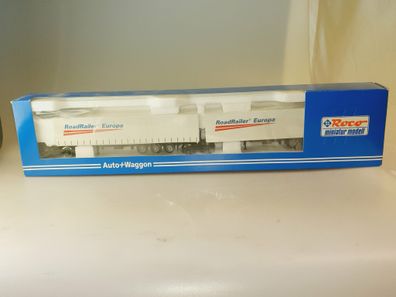 RoadRailer® Europa
RoadRailer® Europa
Roco
miniatur modell
Auto+Waggon